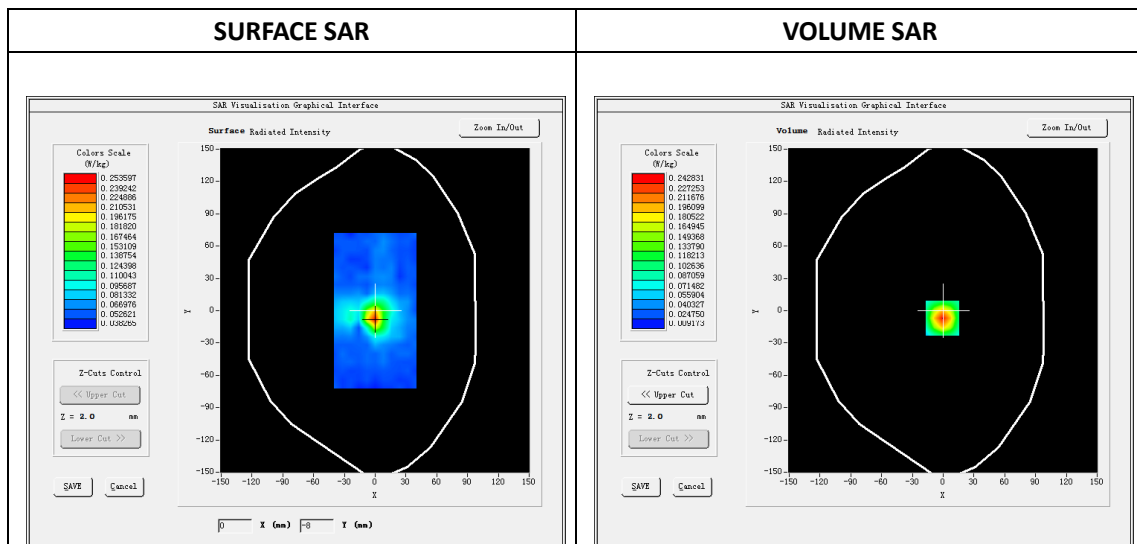 SURFACE SAR
VOLUME SAR
SAR Visualisation Graphical Interface
Surface Radiated Intensity
Zoom In/Out
Colors Scale
(W/kg)
0.253597
0.239242
0.224886
0.210531
0.196175
0.181820
0.167464
0.153109
0.138754
0.124398
0.110043
0.095687
0.081332
0.066976
0.052621
0.038265
150
120
90
60
30
0
-30
-60
-90
-120
-150
Y
-150 -120 -90 -60 -30 0 30 60 90 120 150
X
Z-Cuts Control
<< Upper Cut
Z = 2.0 mm
Lower Cut >>
SAVE Cancel
0 X (mm) -8 Y (mm)
SAR Visualisation Graphical Interface
Volume Radiated Intensity
Zoom In/Out
Colors Scale
(W/kg)
0.242831
0.227253
0.211676
0.196099
0.180522
0.164945
0.149368
0.133790
0.118213
0.102636
0.087059
0.071482
0.055904
0.040327
0.024750
0.009173
150
120
90
60
30
0
-30
-60
-90
-120
-150
Y
-150 -120 -90 -60 -30 0 30 60 90 120 150
X
Z-Cuts Control
<< Upper Cut
Z = 2.0 mm
Lower Cut >>
SAVE Cancel